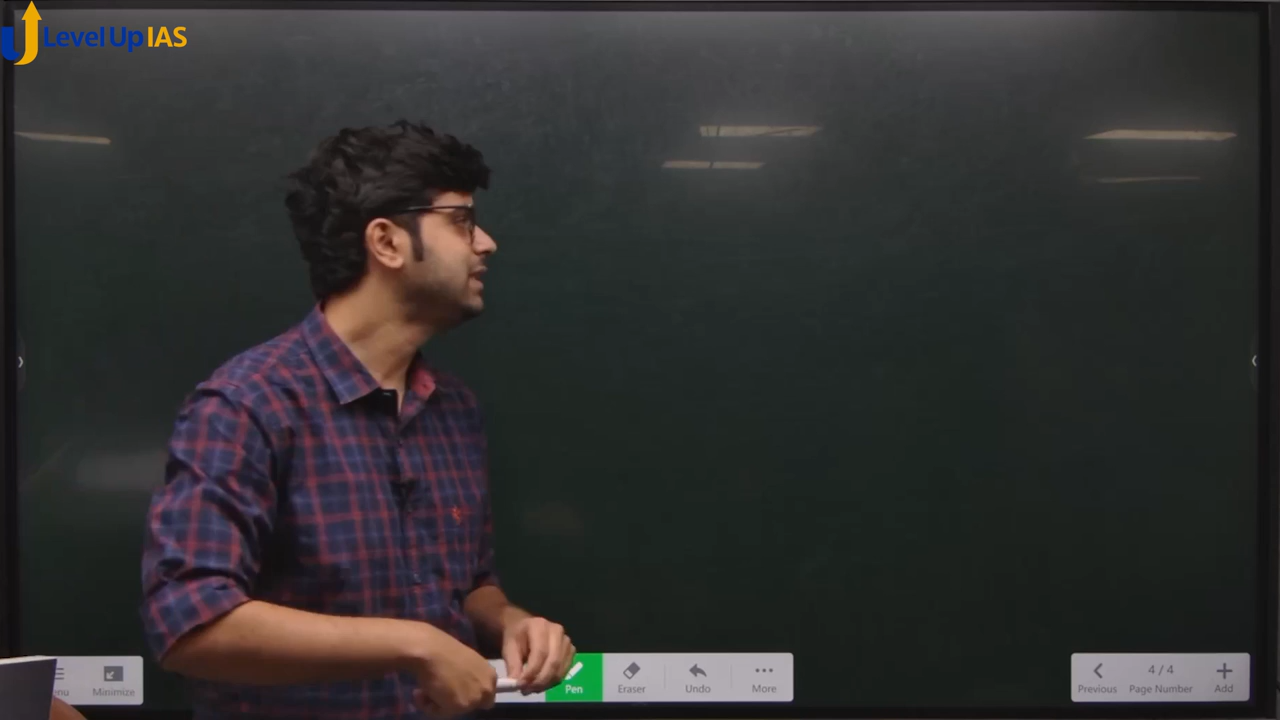 Level Up IAS
Minimize
Pen
Eraser
Undo
More
Previous
4 / 4
Page Number
Add